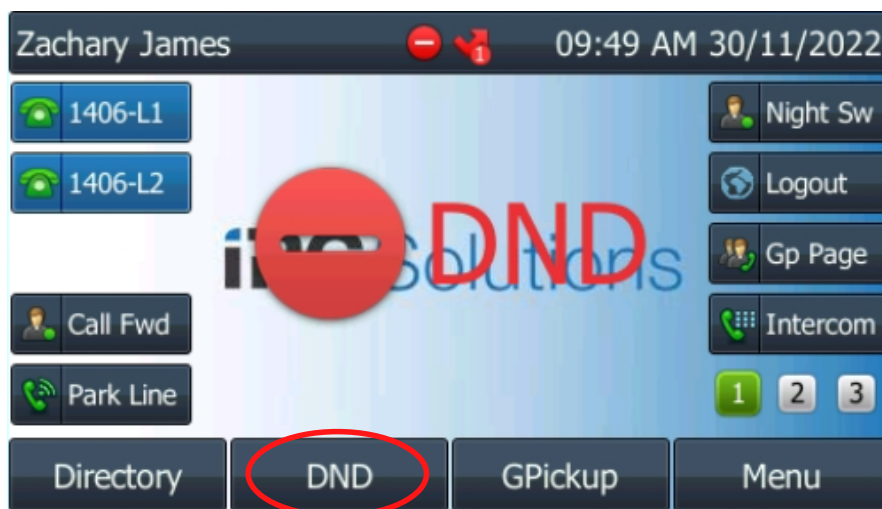 Zachary James 1 09:49 AM 30/11/2022
1406-L1
Night Sw
1406-L2
Logout
DND
Solutions
Gp Page
Call Fwd
Intercom
Park Line
1 2 3
Directory DND GPickup Menu